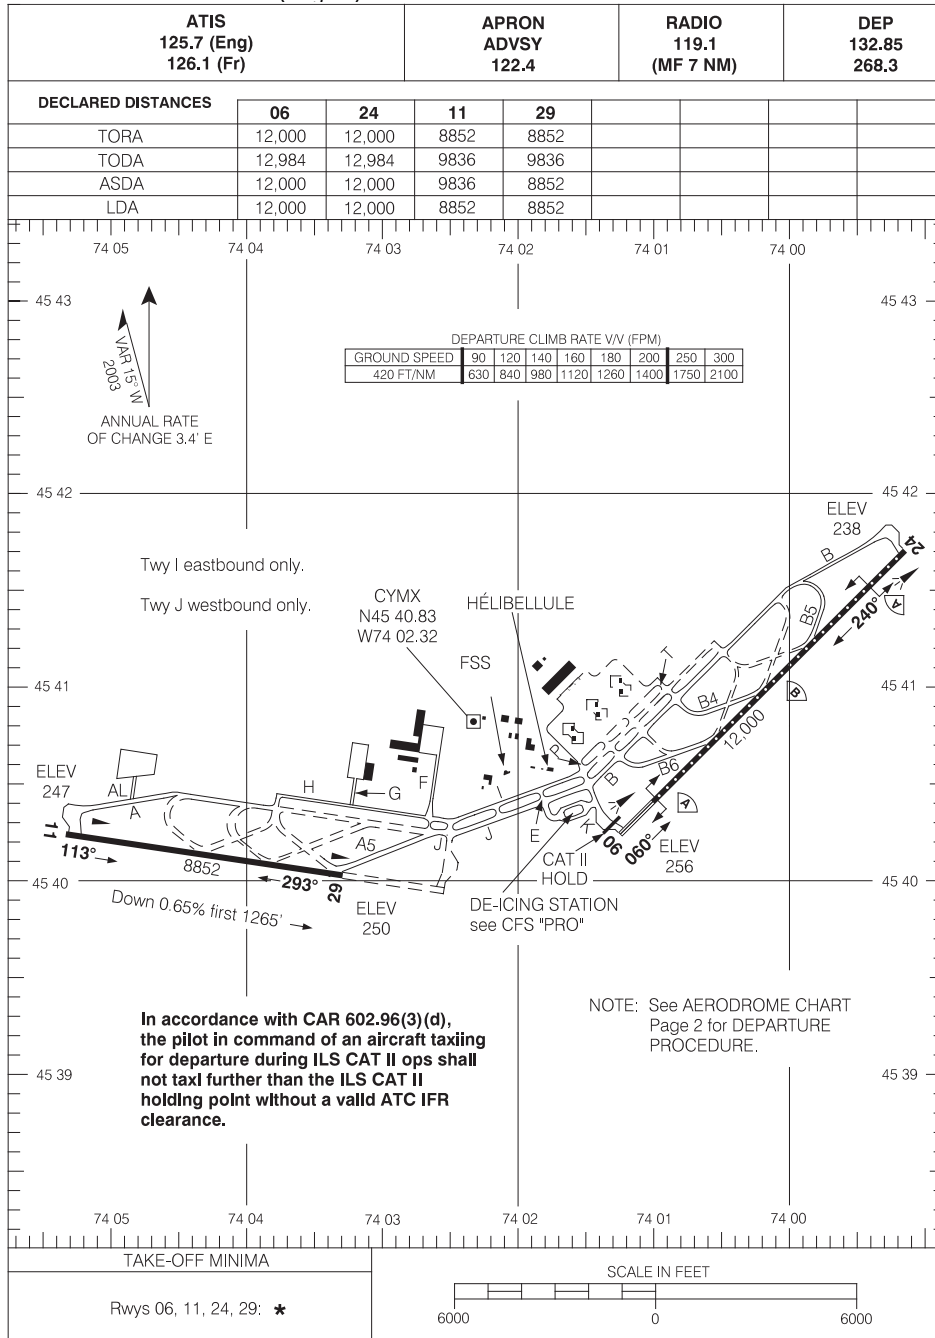 ATIS
125.7 (Eng)
126.1 (Fr)
APRON
ADVSY
122.4
RADIO
119.1
(MF 7 NM)
DEP
132.85
268.3
DECLARED DISTANCES
06 24 11 29
TORA 12,000 12,000 8852 8852
TODA 12,984 12,984 9836 9836
ASDA 12,000 12,000 9836 8852
LDA 12,000 12,000 8852 8852
74 05 74 04 74 03 74 02 74 01 74 00
45 43 45 43
VAR 15° W
2003
ANNUAL RATE
OF CHANGE 3.4' E
DEPARTURE CLIMB RATE V/V (FPM)
GROUND SPEED 90 120 140 160 180 200 250 300
420 FT/NM 630 840 980 1120 1260 1400 1750 2100
45 42 45 42
ELEV
238
24
B
Twy I eastbound only.
Twy J westbound only.
CYMX
N45 40.83
W74 02.32
HÉLIBELLULE
FSS
A
240°
B5
T
45 41 45 41
B4
B
12,000
P
B
B6
A
ELEV
247
AL
A
H
G
F
J
E
K
I
A5
J
11
113°
8852
293°
29
CAT II
HOLD
06
060°
ELEV
256
45 40 45 40
Down 0.65% first 1265'
ELEV
250
DE-ICING STATION
see CFS "PRO"
In accordance with CAR 602.96(3)(d),
the pilot in command of an aircraft taxiing
for departure during ILS CAT II ops shall
not taxi further than the ILS CAT II
holding point without a valid ATC IFR
clearance.
NOTE: See AERODROME CHART
Page 2 for DEPARTURE
PROCEDURE.
45 39 45 39
74 05 74 04 74 03 74 02 74 01 74 00
TAKE-OFF MINIMA
Rwys 06, 11, 24, 29: *
SCALE IN FEET
6000 0 6000